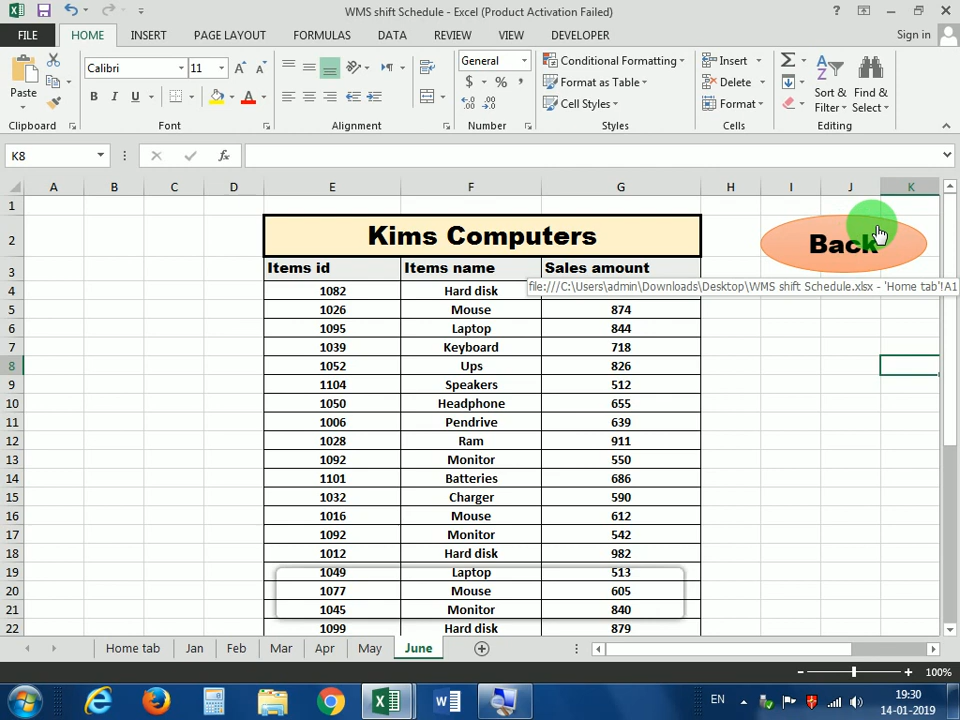 WMS shift Schedule - Excel (Product Activation Failed)
FILE HOME INSERT PAGE LAYOUT FORMULAS DATA REVIEW VIEW DEVELOPER Sign in
Paste
Clipboard
Calibri 11
B I U
Font
Alignment
General
$ % ,
Number
Conditional Formatting
Format as Table
Cell Styles
Styles
Insert
Delete
Format
Cells
Sort & Filter
Find & Select
Editing
K8
A B C D E F G H I J K
1
2 Kims Computers Back
3 Items id Items name Sales amount
file:///C:\Users\admin\Downloads\Desktop\WMS shift Schedule.xlsx - 'Home tab'!A1
4 1082 Hard disk
5 1026 Mouse 874
6 1095 Laptop 844
7 1039 Keyboard 718
8 1052 Ups 826
9 1104 Speakers 512
10 1050 Headphone 655
11 1006 Pendrive 639
12 1028 Ram 911
13 1092 Monitor 550
14 1101 Batteries 686
15 1032 Charger 590
16 1016 Mouse 612
17 1092 Monitor 542
18 1012 Hard disk 982
19 1049 Laptop 513
20 1077 Mouse 605
21 1045 Monitor 840
22 1099 Hard disk 879
Home tab Jan Feb Mar Apr May June
100%
EN
19:30
14-01-2019